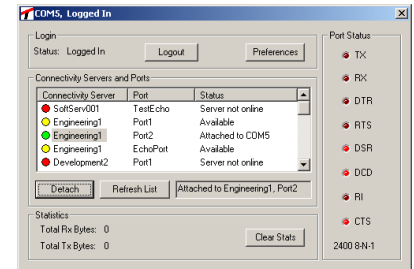 COM5, Logged In
Login
Status: Logged In
Logout
Preferences
Connectivity Servers and Ports
Connectivity Server Port Status
SoftServ001 TestEcho Server not online
Engineering1 Port1 Available
Engineering1 Port2 Attached to COM5
Engineering1 EchoPort Available
Development2 Port1 Server not online
Detach
Refresh List
Attached to Engineering1, Port2
Statistics
Total Rx Bytes: 0
Total Tx Bytes: 0
Clear Stats
Port Status
TX
RX
DTR
RTS
DSR
DCD
RI
CTS
2400 8-N-1